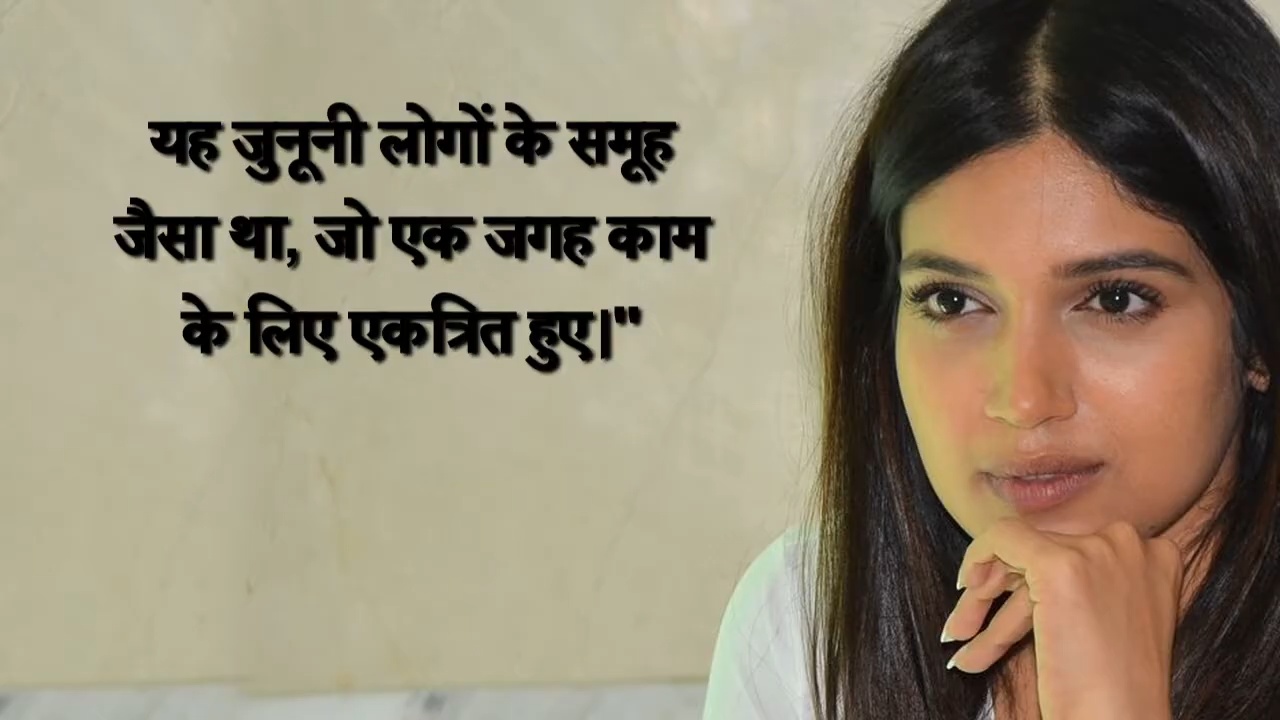 यह जुनूनी लोगों के समूह
जैसा था, जो एक जगह काम
के लिए एकत्रित हुए।"